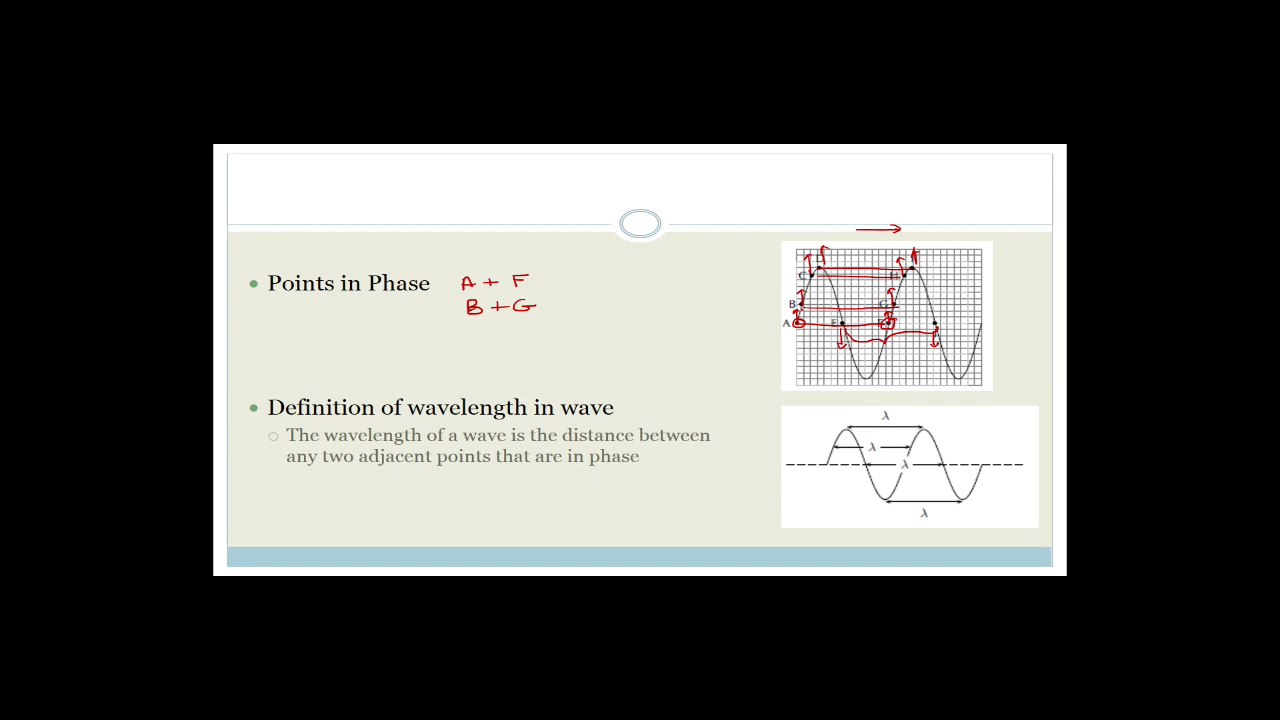 Points in Phase A + F
B + G
C H
B G
A E F
Definition of wavelength in wave
The wavelength of a wave is the distance between
any two adjacent points that are in phase
λ
λ
λ
λ